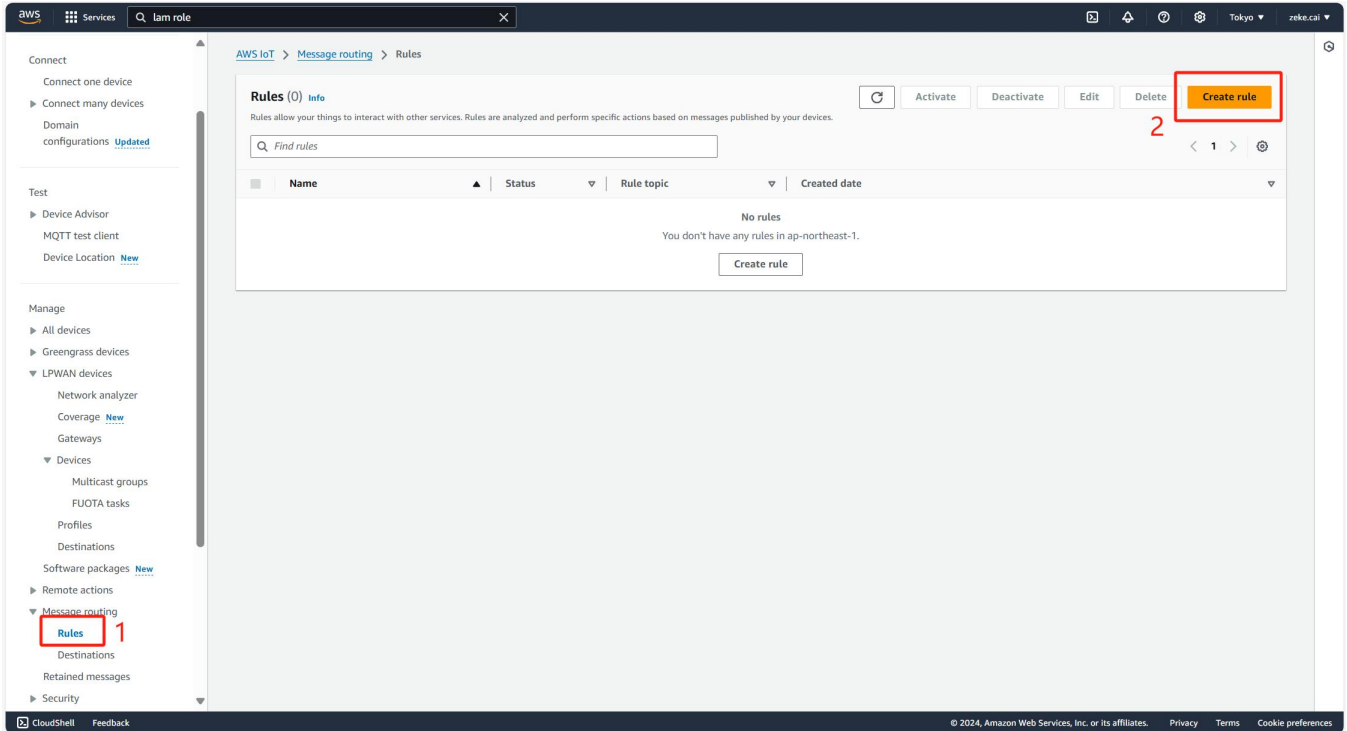 aws
Services
lam role
Tokyo ▼
zeke.cai ▼
Connect
Connect one device
Connect many devices
Domain
configurations Updated
Test
Device Advisor
MQTT test client
Device Location New
Manage
All devices
Greengrass devices
LPWAN devices
Network analyzer
Coverage New
Gateways
Devices
Multicast groups
FUOTA tasks
Profiles
Destinations
Software packages New
Remote actions
Message routing
Rules 1
Destinations
Retained messages
Security
AWS IoT > Message routing > Rules
Rules (0) Info
Activate
Deactivate
Edit
Delete
Create rule
2
Rules allow your things to interact with other services. Rules are analyzed and perform specific actions based on messages published by your devices.
Find rules
< 1 >
Name
Status
Rule topic
Created date
No rules
You don't have any rules in ap-northeast-1.
Create rule
CloudShell Feedback
© 2024, Amazon Web Services, Inc. or its affiliates. Privacy Terms Cookie preferences